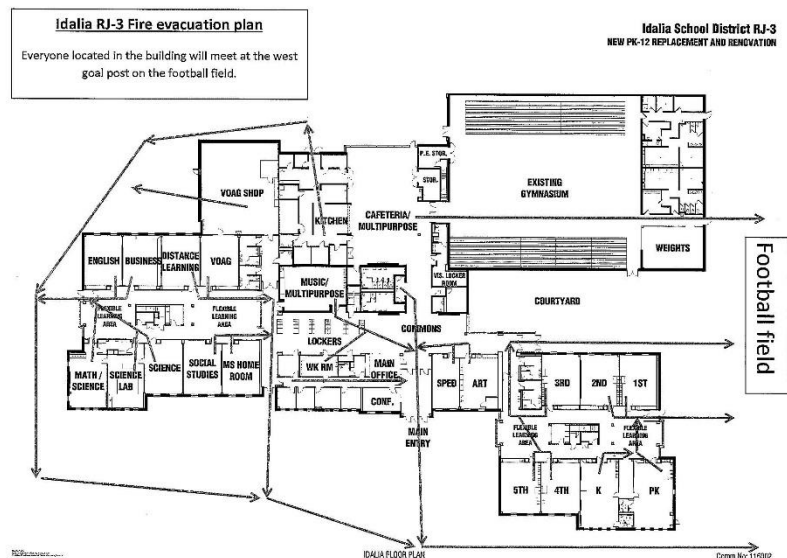 Idalia RJ-3 Fire evacuation plan
Everyone located in the building will meet at the west
goal post on the football field.
Idalia School District RJ-3
NEW PK-12 REPLACEMENT AND RENOVATION
P.E. STOR.
STOR.
VOAG SHOP
KITCHEN
CAFETERIA/
MULTIPURPOSE
EXISTING
GYMNASIUM
WEIGHTS
ENGLISH
BUSINESS
DISTANCE
LEARNING
VOAG
MUSIC/
MULTIPURPOSE
VIS. LOCKER
ROOM
COURTYARD
Football field
FLEXIBLE
LEARNING
AREA
FLEXIBLE
LEARNING
AREA
LOCKERS
COMMONS
MATH/
SCIENCE
SCIENCE
LAB
SCIENCE
SOCIAL
STUDIES
MS HOME
ROOM
WK RM
MAIN
OFFICE
CONF.
SPED
ART
3RD
2ND
1ST
MAIN
ENTRY
FLEXIBLE
LEARNING
AREA
FLEXIBLE
LEARNING
AREA
5TH
4TH
K
PK
IDALIA FLOOR PLAN